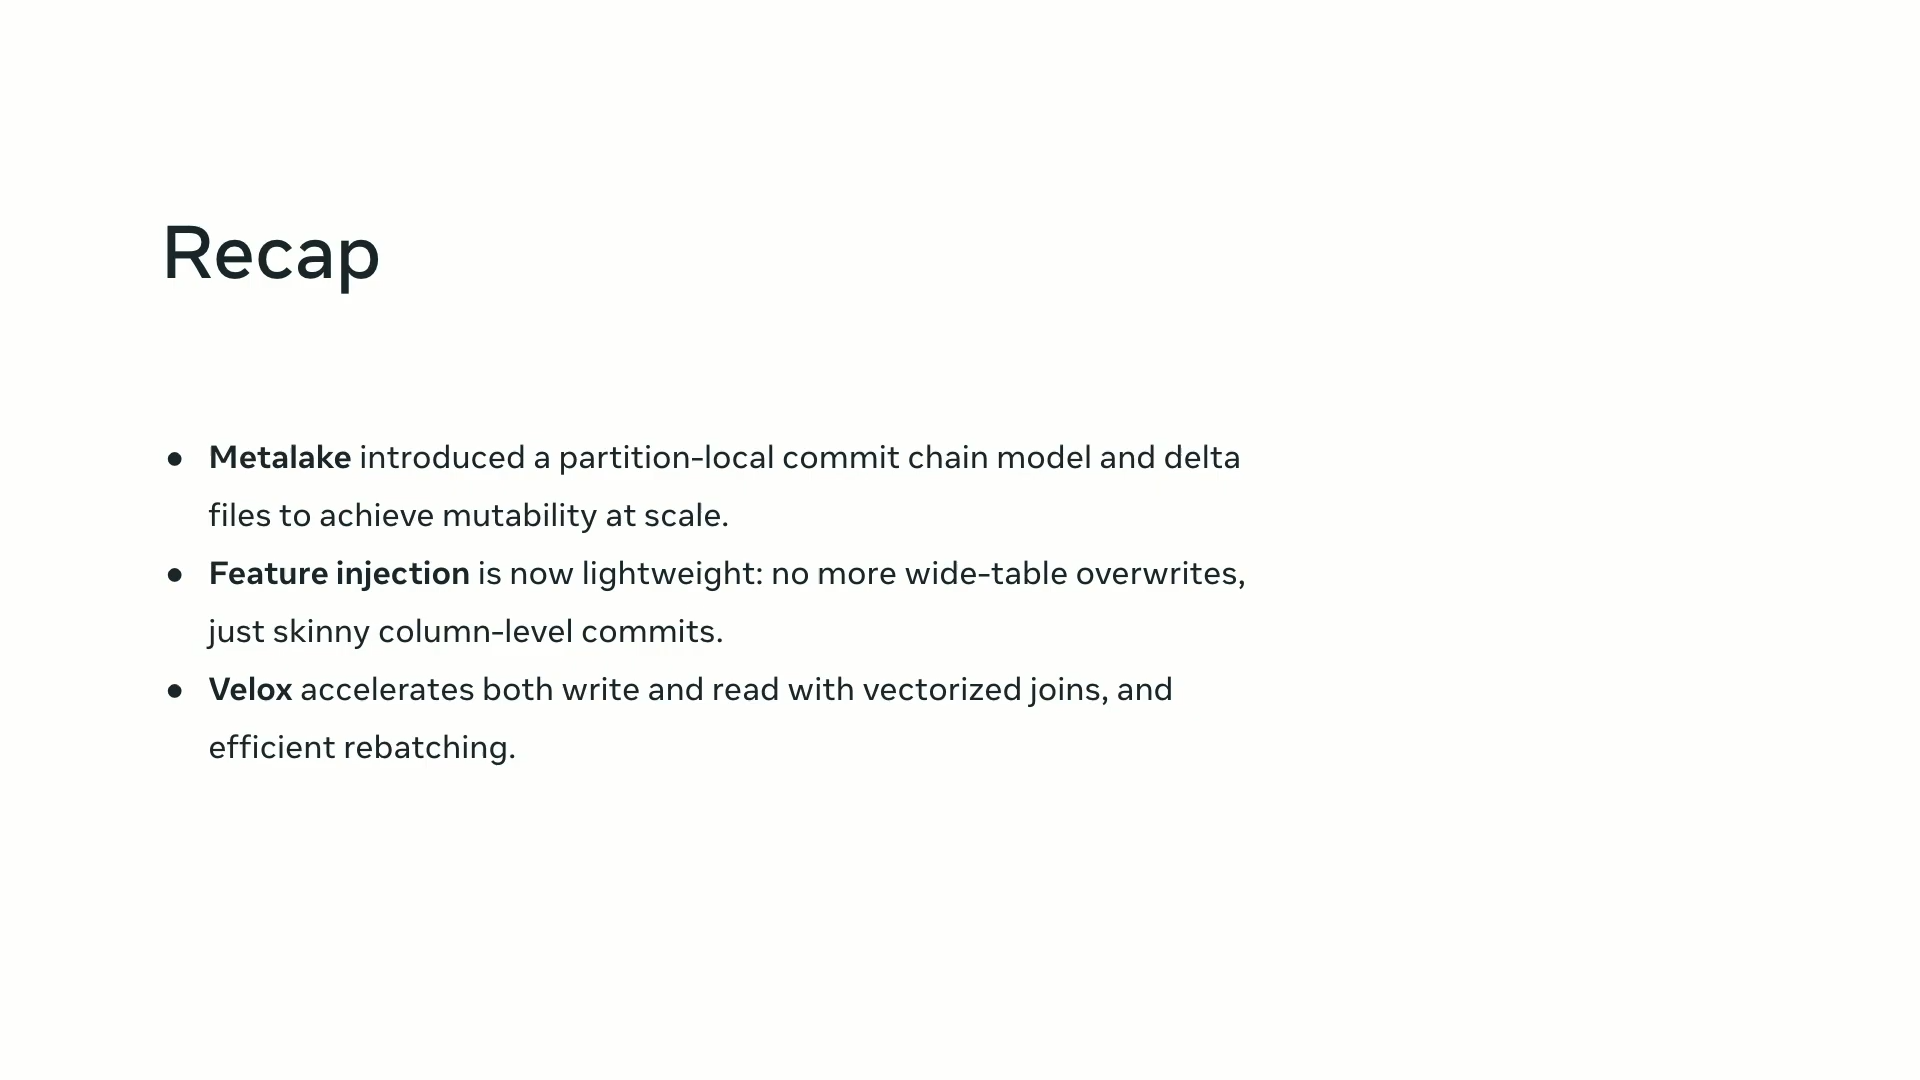 Recap
● Metalake introduced a partition-local commit chain model and delta
files to achieve mutability at scale.
● Feature injection is now lightweight: no more wide-table overwrites,
just skinny column-level commits.
● Velox accelerates both write and read with vectorized joins, and
efficient rebatching.